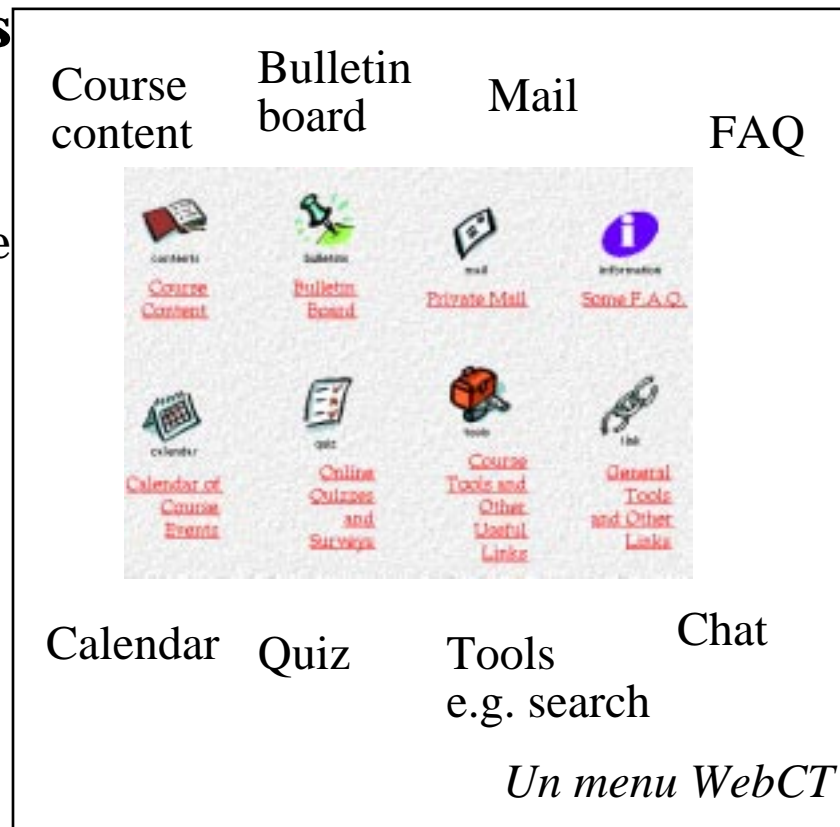 s
Course
content
Bulletin
board
Mail
FAQ
e
contents
bulletin
mail
information
Course
Content
Bulletin
Board
Private Mail
Some F.A.Q.
calendar
quiz
tools
link
Calendar of
Course
Events
Online
Quizzes
and
Surveys
Course
Tools and
Other
Useful
Links
General
Tools
and Other
Links
Calendar
Quiz
Tools
e.g. search
Chat
Un menu WebCT